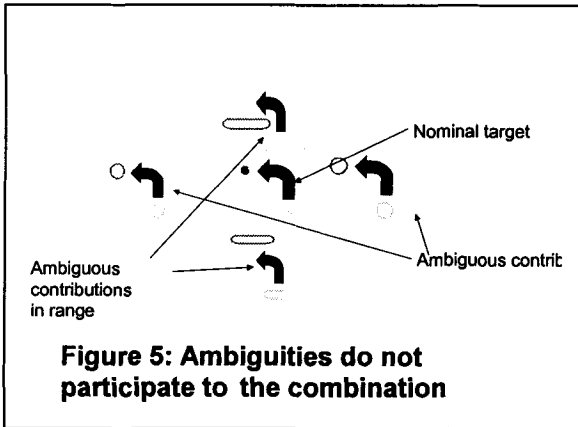 Nominal target
Ambiguous contrib
Ambiguous
contributions
in range
Figure 5: Ambiguities do not
participate to the combination